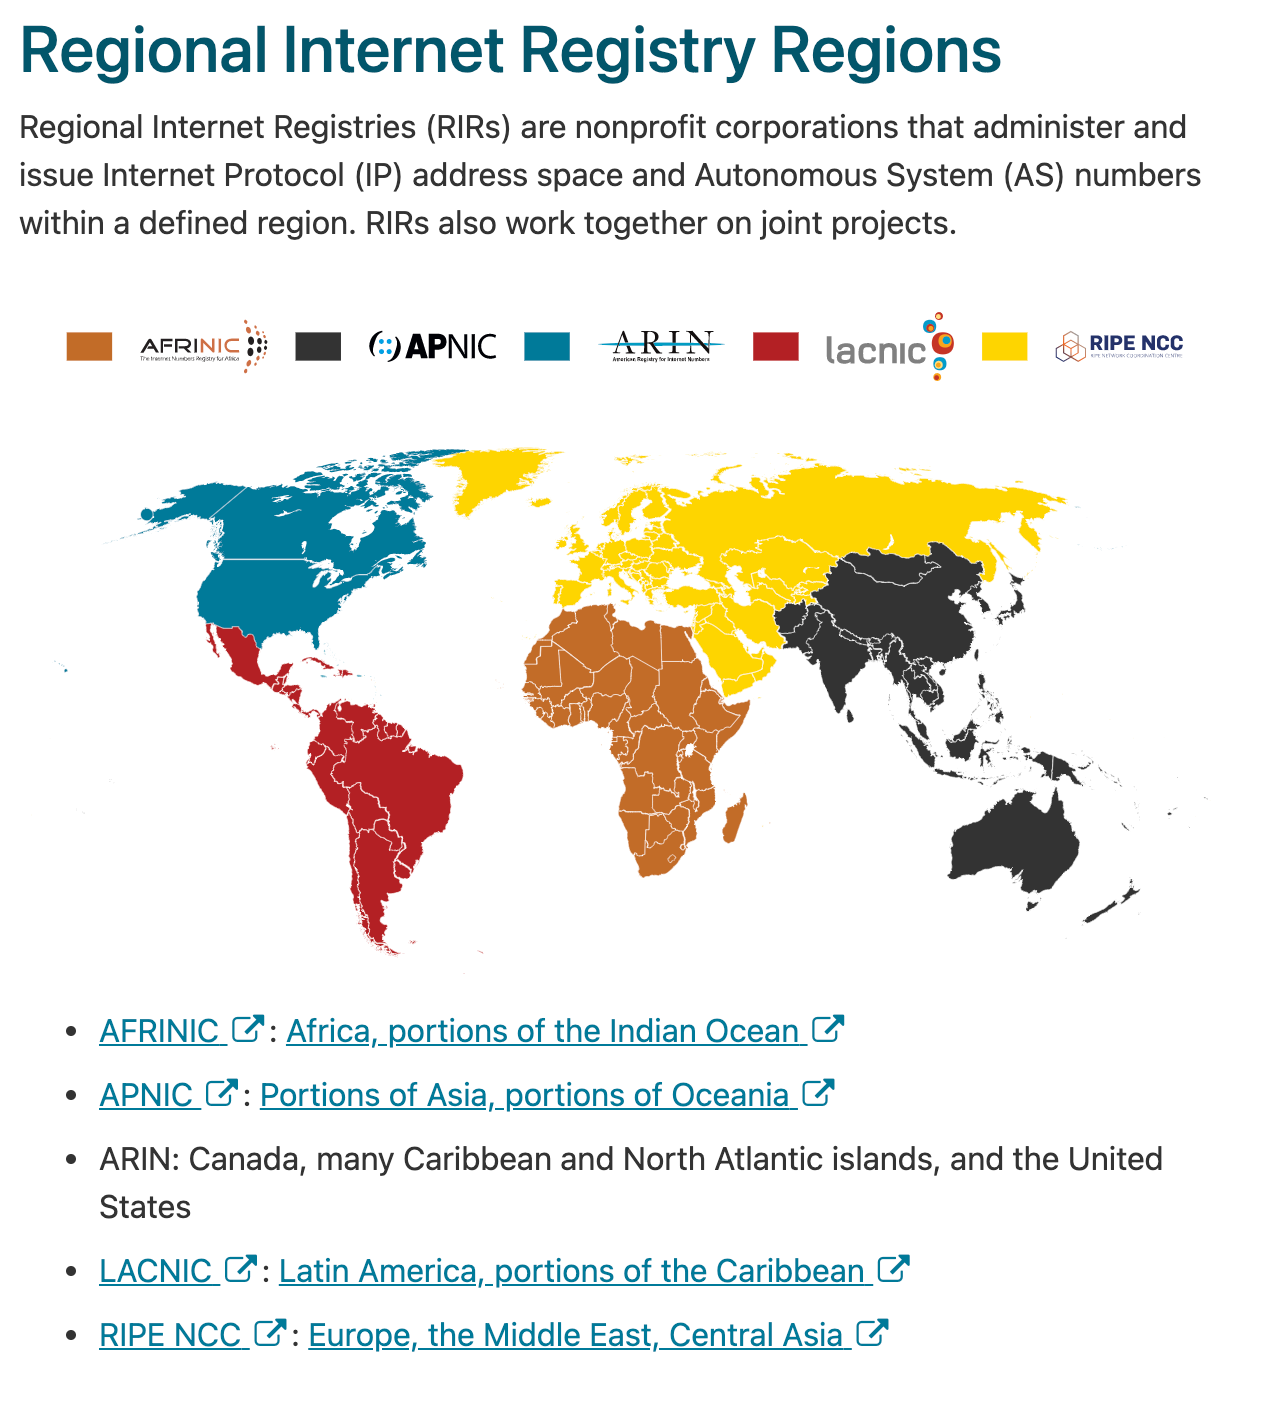 Regional Internet Registry Regions
Regional Internet Registries (RIRs) are nonprofit corporations that administer and
issue Internet Protocol (IP) address space and Autonomous System (AS) numbers
within a defined region. RIRs also work together on joint projects.
AFRINIC
The Internet Numbers Registry for Africa
APNIC
ARIN
American Registry for Internet Numbers
lacnic
RIPE NCC
RIPE NETWORK COORDINATION CENTRE
AFRINIC : Africa, portions of the Indian Ocean
APNIC : Portions of Asia, portions of Oceania
ARIN: Canada, many Caribbean and North Atlantic islands, and the United
States
LACNIC : Latin America, portions of the Caribbean
RIPE NCC : Europe, the Middle East, Central Asia